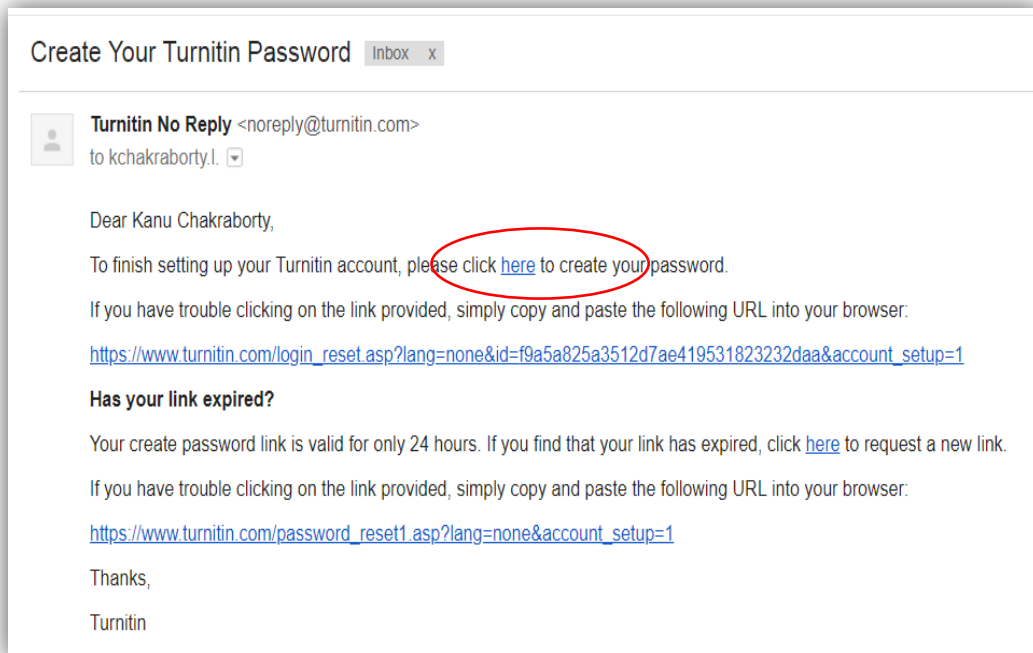 Create Your Turnitin Password Inbox x
Turnitin No Reply <noreply@turnitin.com>
to kchakraborty.l.
Dear Kanu Chakraborty,
To finish setting up your Turnitin account, please click here to create your password.
If you have trouble clicking on the link provided, simply copy and paste the following URL into your browser:
https://www.turnitin.com/login_reset.asp?lang=none&id=f9a5a825a3512d7ae419531823232daa&account_setup=1
Has your link expired?
Your create password link is valid for only 24 hours. If you find that your link has expired, click here to request a new link.
If you have trouble clicking on the link provided, simply copy and paste the following URL into your browser:
https://www.turnitin.com/password_reset1.asp?lang=none&account_setup=1
Thanks,
Turnitin